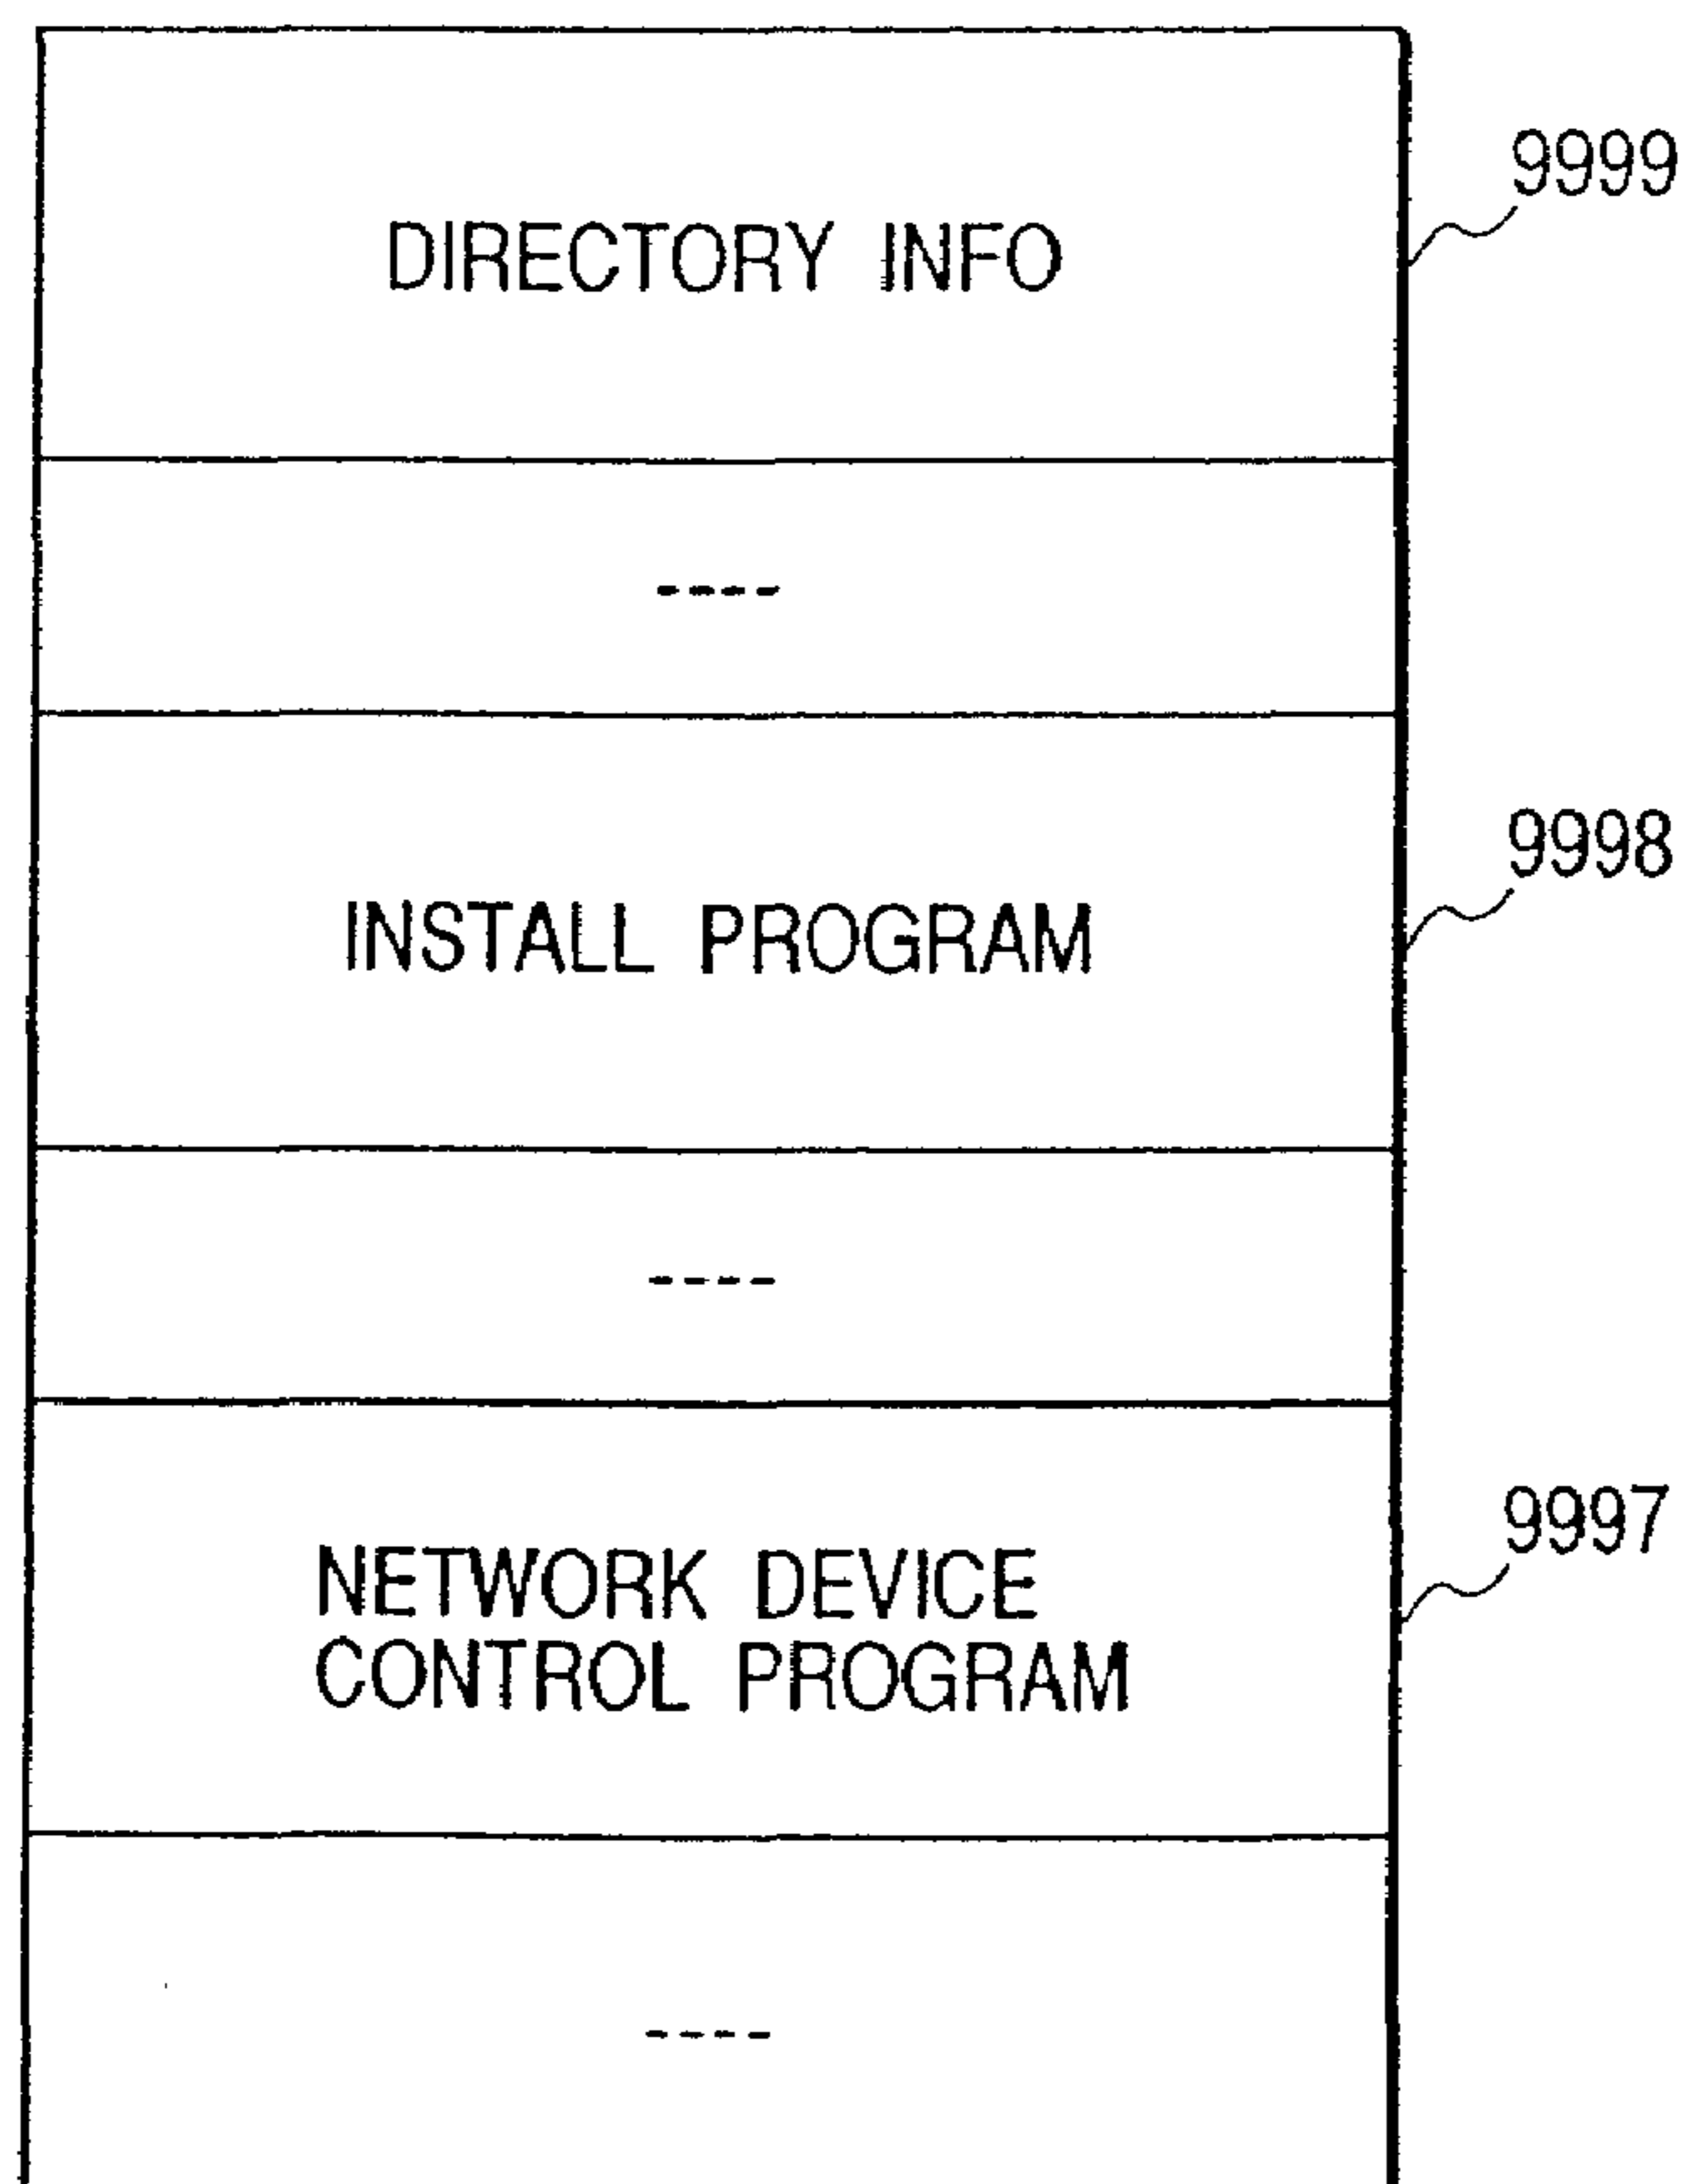 DIRECTORY INFO
9999
----
INSTALL PROGRAM
9998
----
NETWORK DEVICE
CONTROL PROGRAM
9997
----